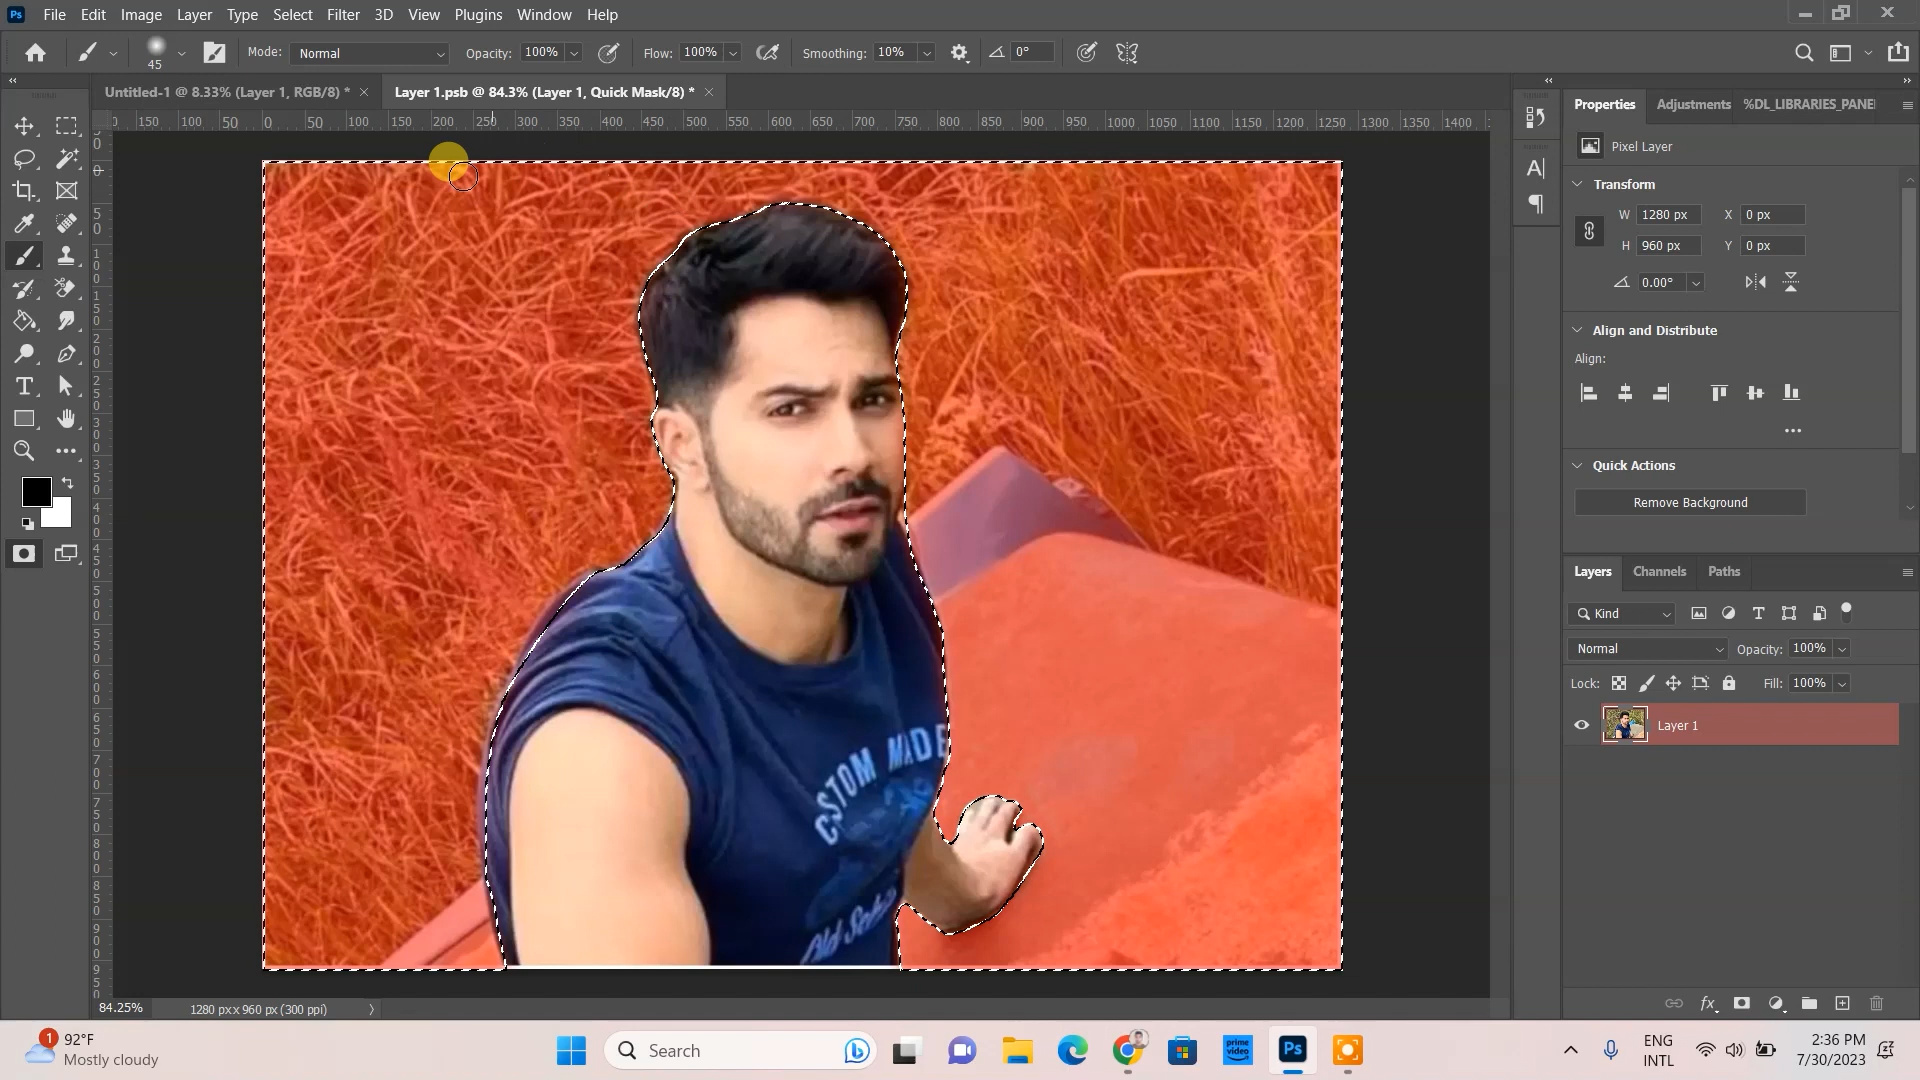 Ps File Edit Image Layer Type Select Filter 3D View Plugins Window Help
45 Mode: Normal Opacity: 100% Flow: 100% Smoothing: 10% 0°
Untitled-1 @ 8.33% (Layer 1, RGB/8) * × Layer 1.psb @ 84.3% (Layer 1, Quick Mask/8) * ×
150 100 50 0 50 100 150 200 250 300 350 400 450 500 550 600 650 700 750 800 850 900 950 1000 1050 1100 1150 1200 1250 1300 1350 1400
Properties Adjustments %DL_LIBRARIES_PANE
Pixel Layer
Transform
W 1280 px X 0 px
H 960 px Y 0 px
0.00°
Align and Distribute
Align:
Quick Actions
Remove Background
Layers Channels Paths
Kind
Normal Opacity: 100%
Lock: Fill: 100%
Layer 1
CUSTOM MADE
84.25% 1280 px x 960 px (300 ppi)
1 92°F
Mostly cloudy
Search
prime video
Ps
ENG
INTL
2:36 PM
7/30/2023